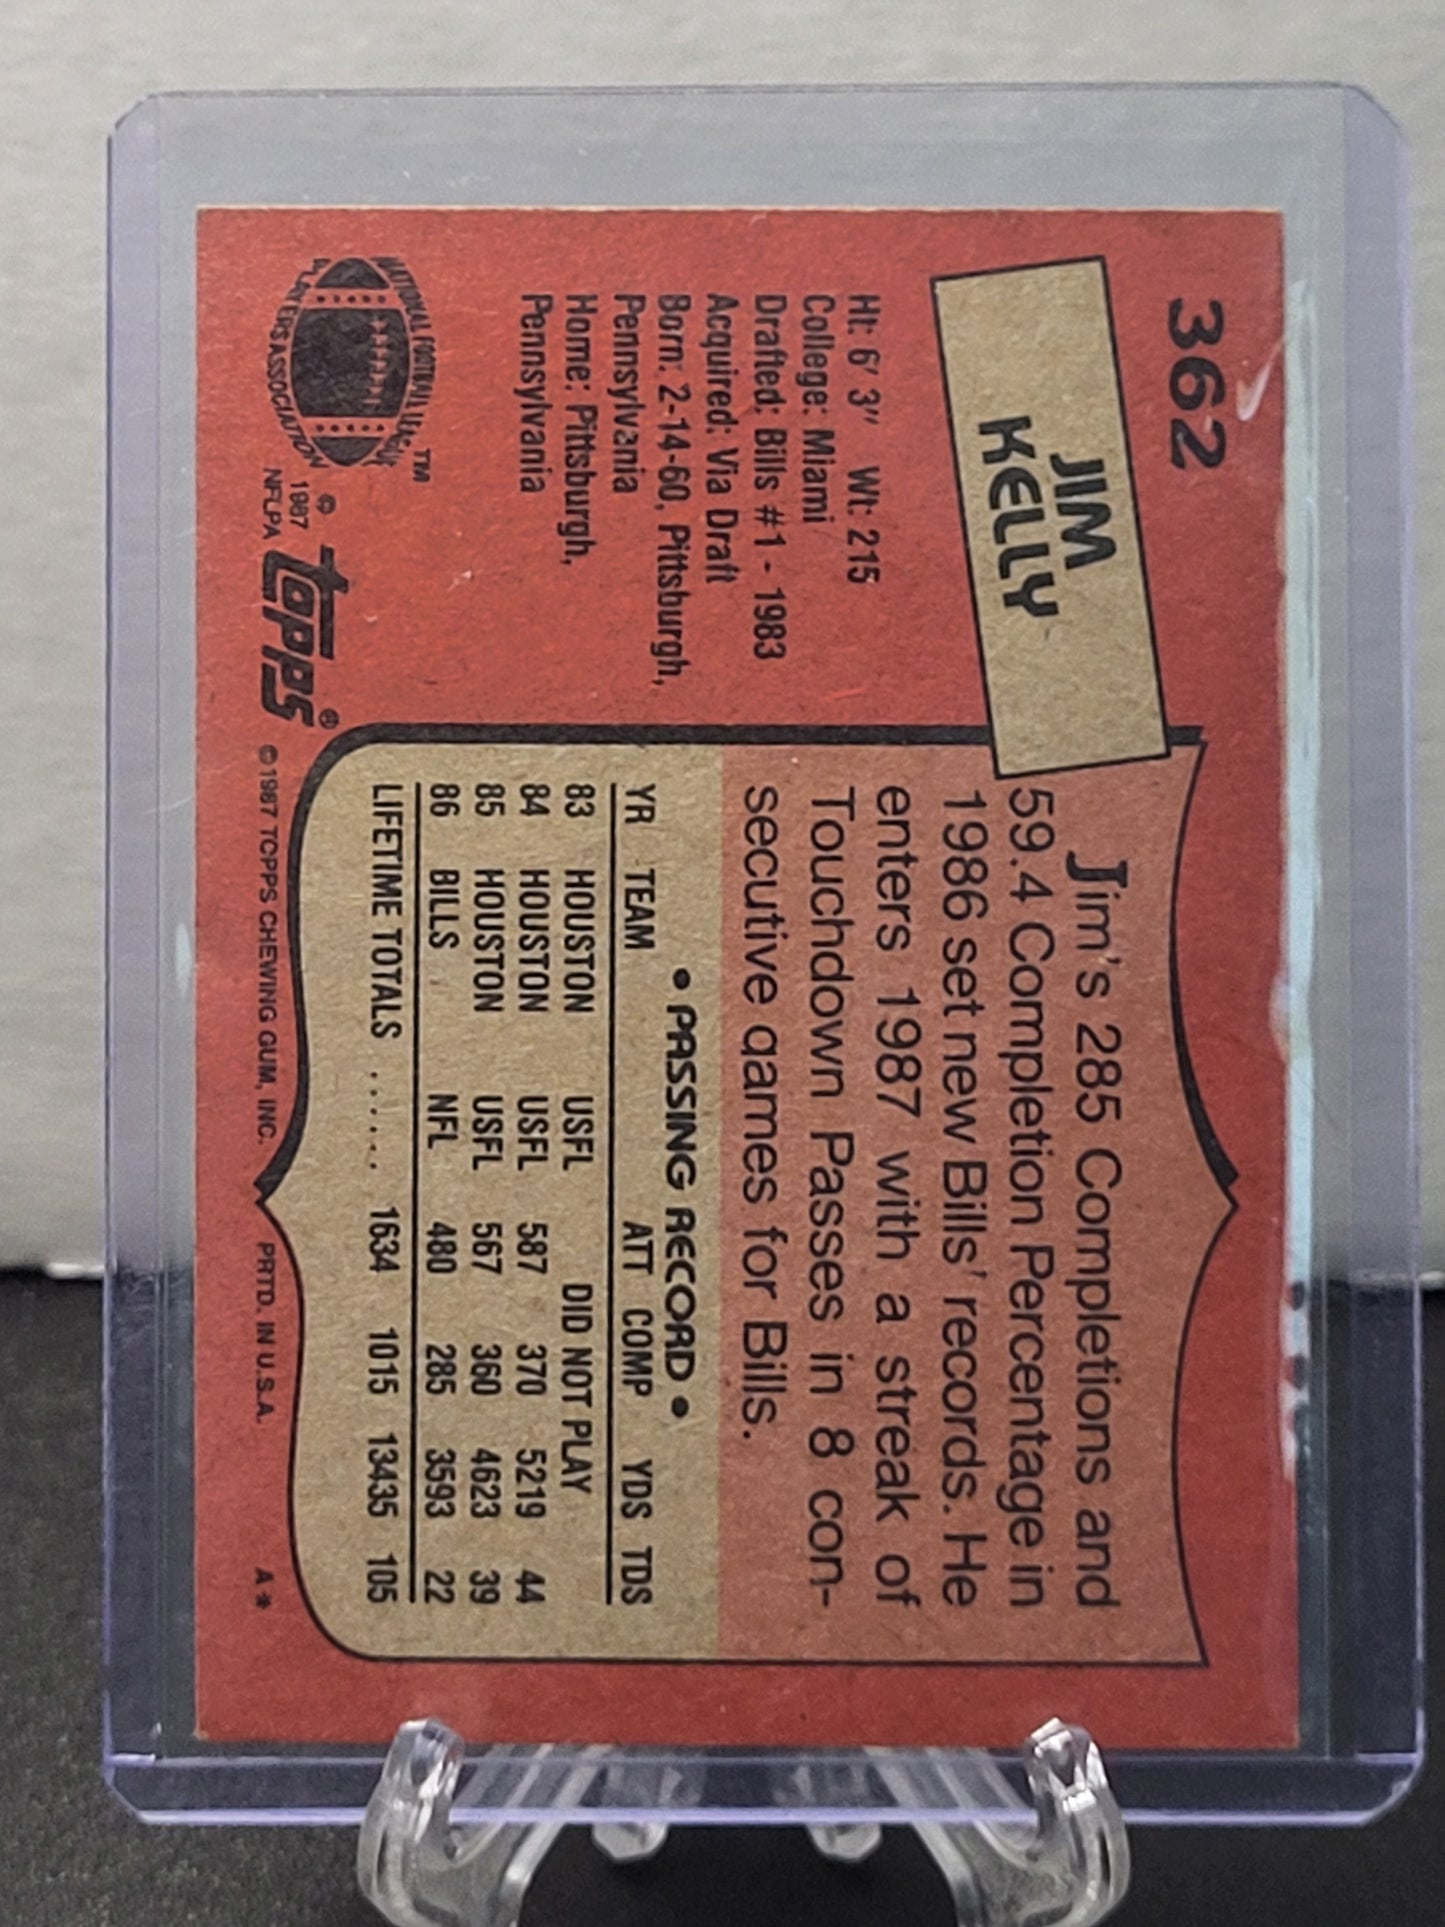 362
JIM
KELLY
Ht: 6' 3" Wt: 215
College: Miami
Drafted: Bills #1 - 1983
Acquired: Via Draft
Born: 2-14-60, Pittsburgh,
Pennsylvania
Home: Pittsburgh,
Pennsylvania
NATIONAL FOOTBALL LEAGUE
PLAYERS ASSOCIATION
TM
© 1987
NFLPA
topps®
Jim's 285 Completions and
59.4 Completion Percentage in
1986 set new Bills' records. He
enters 1987 with a streak of
Touchdown Passes in 8 con-
secutive games for Bills.
• PASSING RECORD •
YR TEAM ATT COMP YDS TDS
83 HOUSTON USFL DID NOT PLAY
84 HOUSTON USFL 587 370 5219 44
85 HOUSTON USFL 567 360 4623 39
86 BILLS NFL 480 285 3593 22
LIFETIME TOTALS ...... 1634 1015 13435 105
©1987 TOPPS CHEWING GUM, INC. PRTD. IN U.S.A. A*